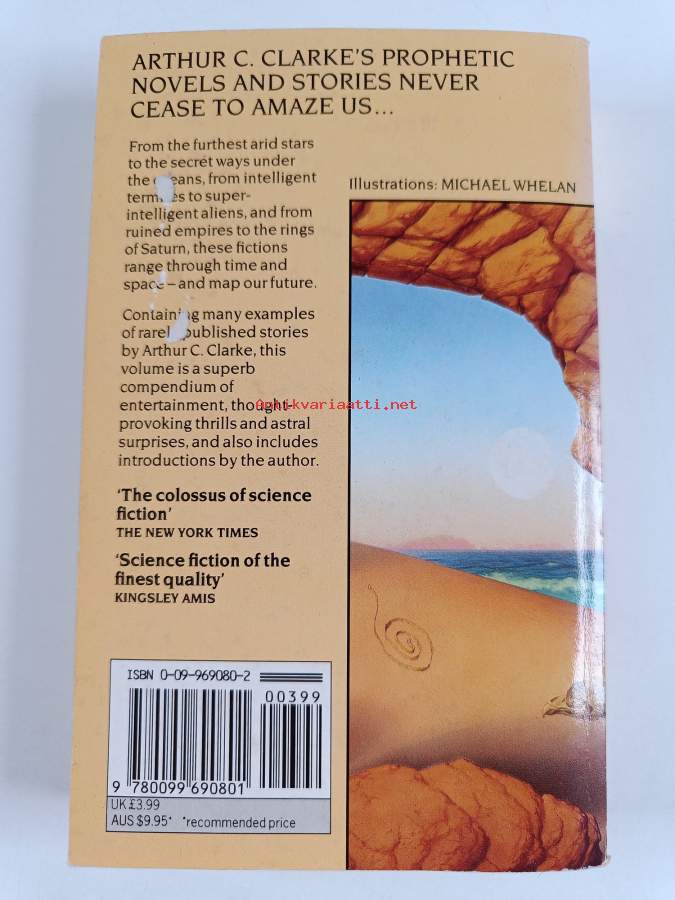 ARTHUR C. CLARKE'S PROPHETIC
NOVELS AND STORIES NEVER
CEASE TO AMAZE US...
From the furthest arid stars
to the secret ways under
the oceans, from intelligent
termites to super-
intelligent aliens, and from
ruined empires to the rings
of Saturn, these fictions
range through time and
space – and map our future.
Containing many examples
of rarely published stories
by Arthur C. Clarke, this
volume is a superb
compendium of
entertainment, thought-
provoking thrills and astral
surprises, and also includes
introductions by the author.
'The colossus of science
fiction'
THE NEW YORK TIMES
'Science fiction of the
finest quality'
KINGSLEY AMIS
Illustrations: MICHAEL WHELAN
antikvariaatti.net
ISBN 0-09-969080-2
00399
9 780099 690801
UK £3.99
AUS $9.95* *recommended price